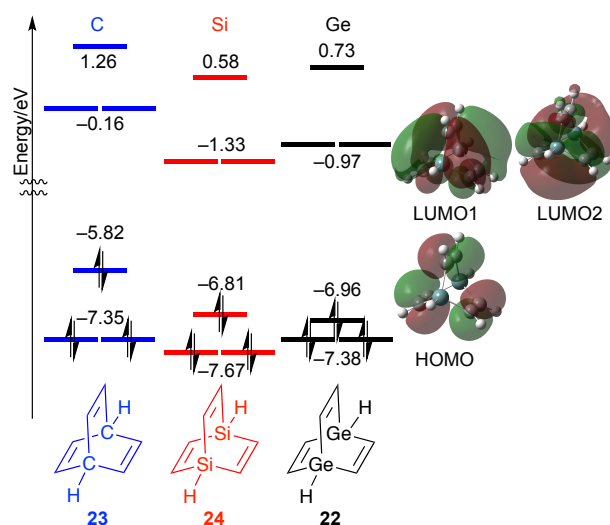 C Si Ge
1.26 0.58 0.73
Energy/eV
−0.16 −1.33 −0.97
LUMO1 LUMO2
−5.82 −6.81 −6.96
−7.35 −7.67 −7.38
HOMO
H H H
C Si Ge
C Si Ge
H H H
23 24 22